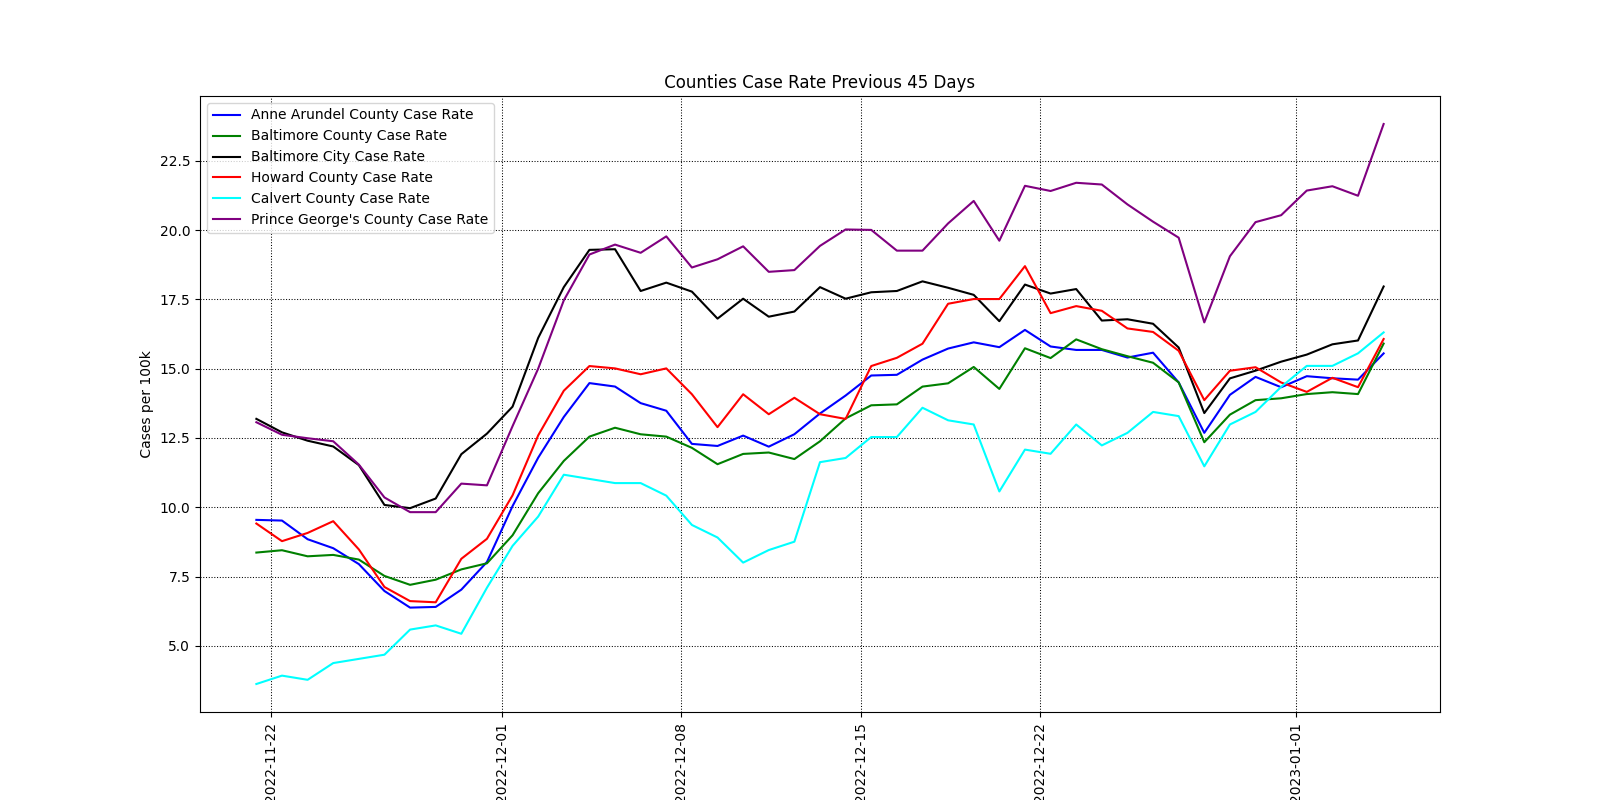 Counties Case Rate Previous 45 Days
Anne Arundel County Case Rate
Baltimore County Case Rate
Baltimore City Case Rate
Howard County Case Rate
Calvert County Case Rate
Prince George's County Case Rate
Cases per 100k
22.5
20.0
17.5
15.0
12.5
10.0
7.5
5.0
2022-11-22
2022-12-01
2022-12-08
2022-12-15
2022-12-22
2023-01-01